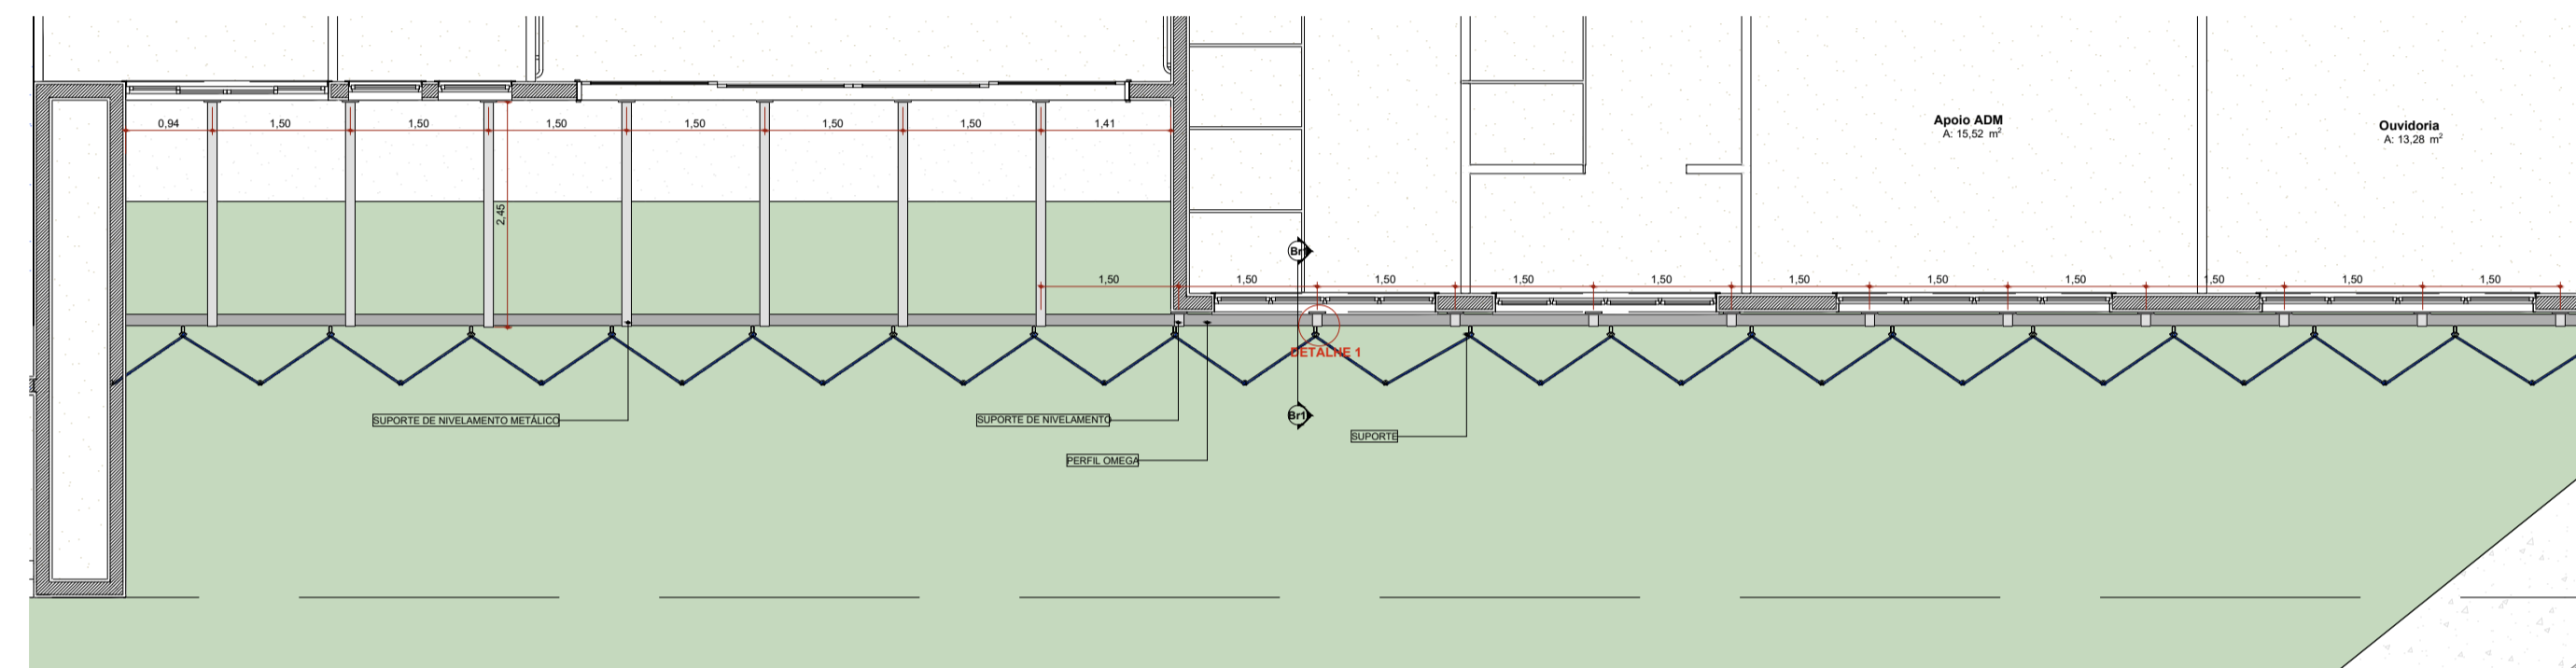 Apoio ADM
A: 15,52 m²
Ouvidoria
A: 13,28 m²
0,94 1,50 1,50 1,50 1,50 1,50 1,50 1,41
2,45
Br1
1,50 1,50 1,50 1,50 1,50 1,50 1,50 1,50 1,50 1,50 1,50
DETALHE 1
Br1
SUPORTE DE NIVELAMENTO METÁLICO
SUPORTE DE NIVELAMENTO
SUPORTE
PERFIL OMEGA